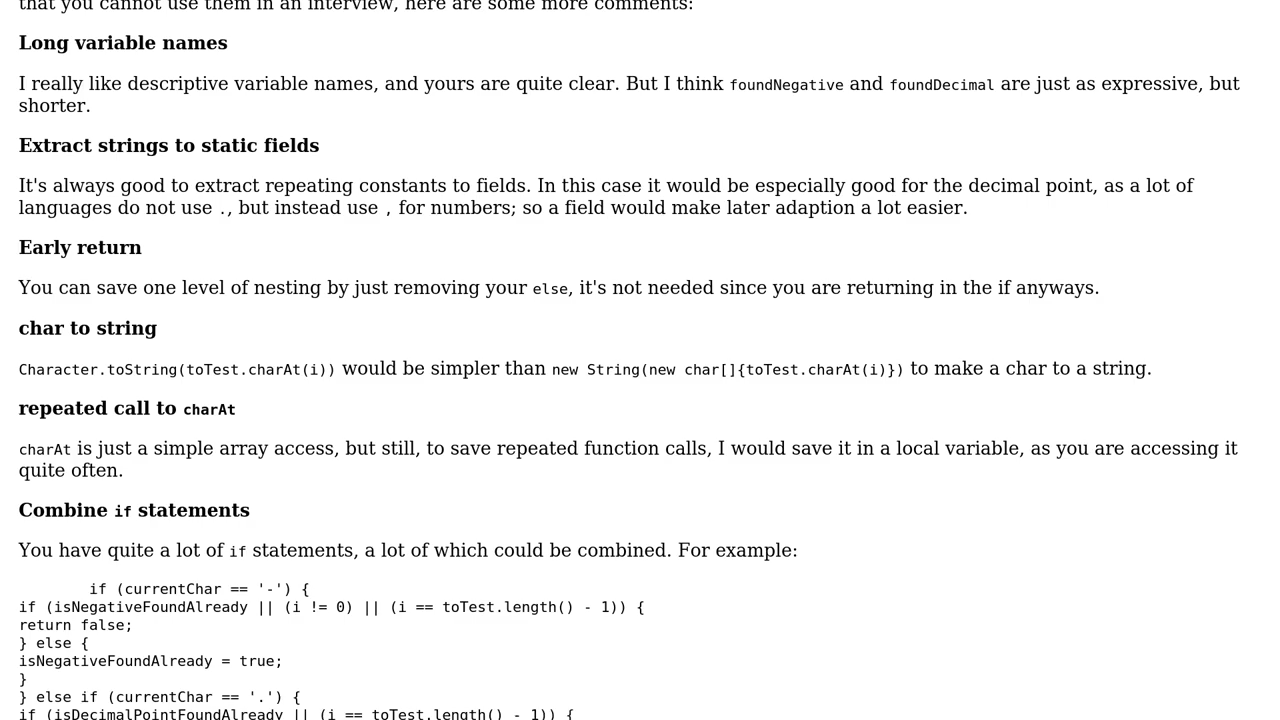 that you cannot use them in an interview, here are some more comments:
Long variable names
I really like descriptive variable names, and yours are quite clear. But I think foundNegative and foundDecimal are just as expressive, but
shorter.
Extract strings to static fields
It's always good to extract repeating constants to fields. In this case it would be especially good for the decimal point, as a lot of
languages do not use ., but instead use , for numbers; so a field would make later adaption a lot easier.
Early return
You can save one level of nesting by just removing your else, it's not needed since you are returning in the if anyways.
char to string
Character.toString(toTest.charAt(i)) would be simpler than new String(new char[]{toTest.charAt(i)}) to make a char to a string.
repeated call to charAt
charAt is just a simple array access, but still, to save repeated function calls, I would save it in a local variable, as you are accessing it
quite often.
Combine if statements
You have quite a lot of if statements, a lot of which could be combined. For example:
if (currentChar == '-') {
if (isNegativeFoundAlready || (i != 0) || (i == toTest.length() - 1)) {
return false;
} else {
isNegativeFoundAlready = true;
}
} else if (currentChar == '.') {
if (isDecimalPointFoundAlready || (i == toTest.length() - 1)) {